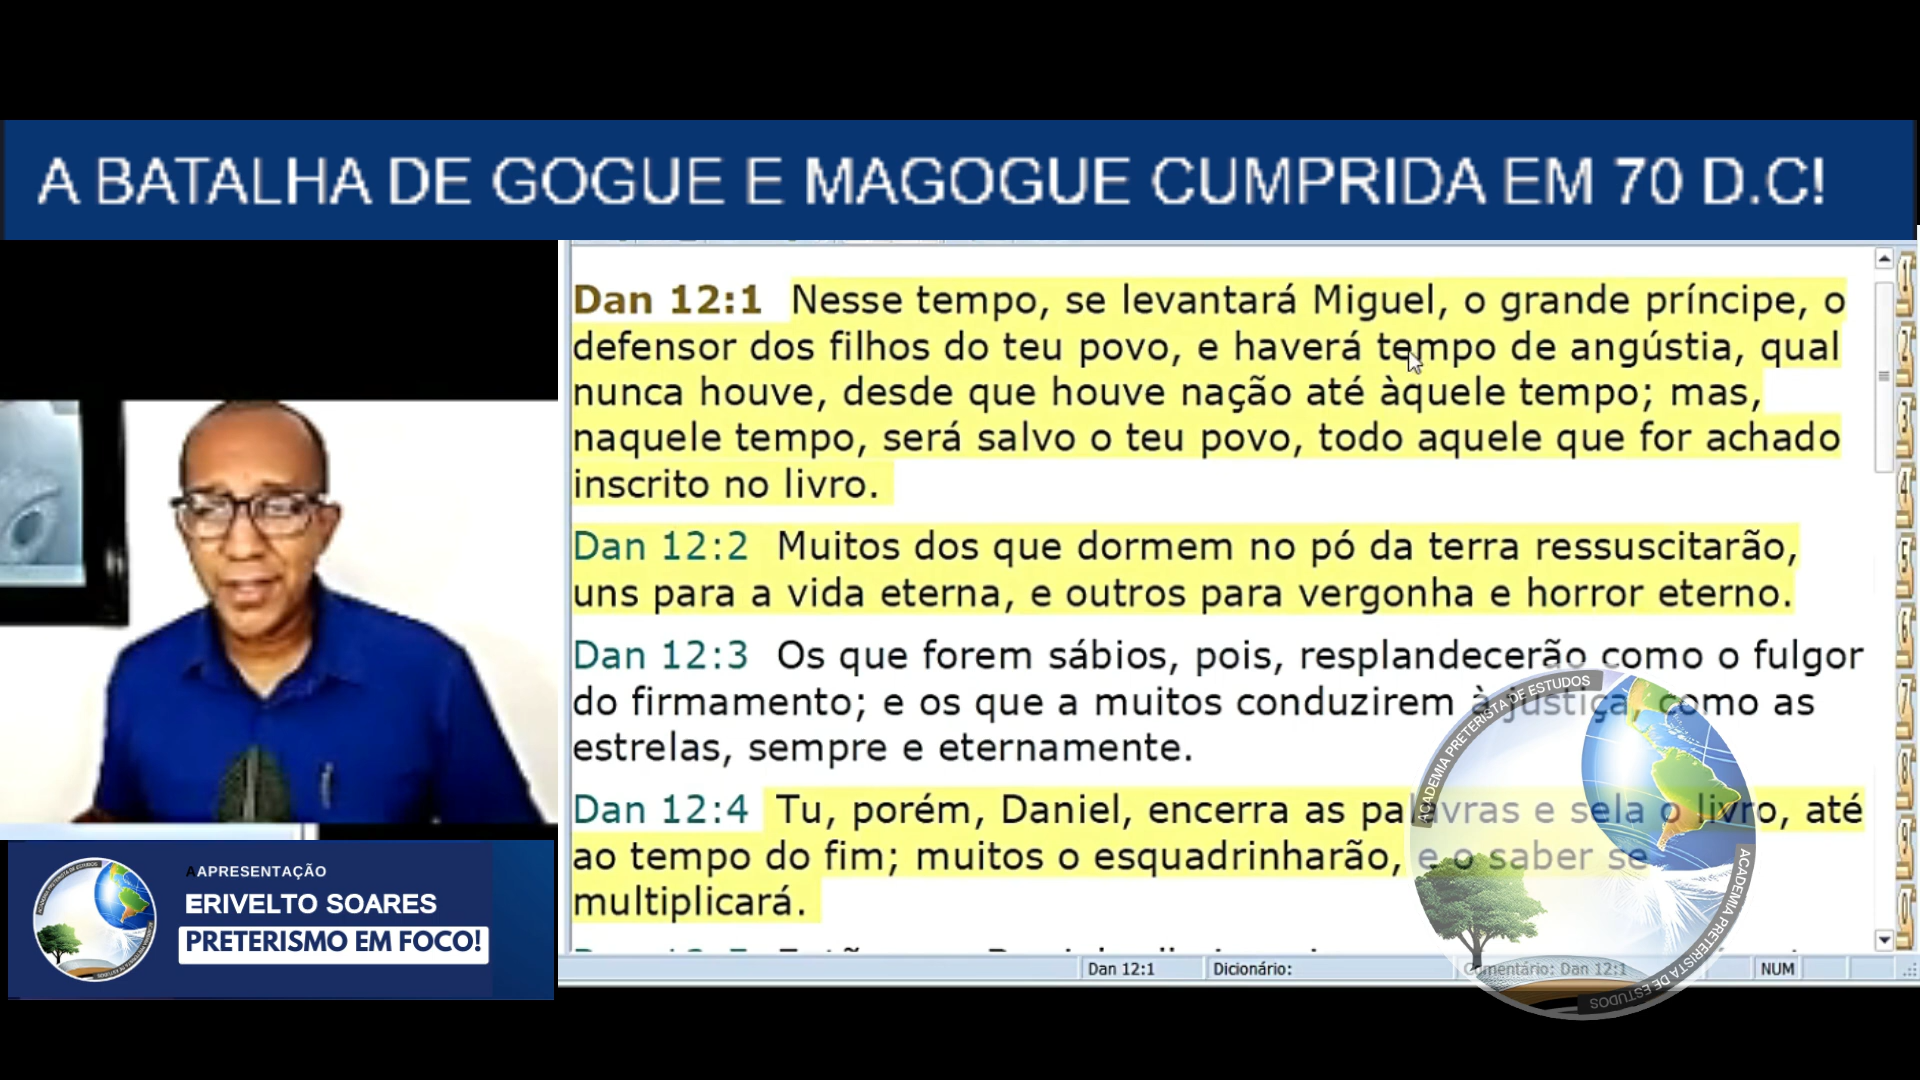 A BATALHA DE GOGUE E MAGOGUE CUMPRIDA EM 70 D.C!
Dan 12:1 Nesse tempo, se levantará Miguel, o grande príncipe, o
defensor dos filhos do teu povo, e haverá tempo de angústia, qual
nunca houve, desde que houve nação até àquele tempo; mas,
naquele tempo, será salvo o teu povo, todo aquele que for achado
inscrito no livro.
Dan 12:2 Muitos dos que dormem no pó da terra ressuscitarão,
uns para a vida eterna, e outros para vergonha e horror eterno.
Dan 12:3 Os que forem sábios, pois, resplandecerão como o fulgor
do firmamento; e os que a muitos conduzirem à justiça, como as
estrelas, sempre e eternamente.
Dan 12:4 Tu, porém, Daniel, encerra as palavras e sela o livro, até
ao tempo do fim; muitos o esquadrinharão, e o saber se
multiplicará.
Dan 12:1 Dicionário: Comentário: Dan 12:1 NUM
ACADEMIA PRETERISTA DE ESTUDOS
ACADEMIA PRETERISTA DE ESTUDOS
AAPRESENTAÇÃO
ERIVELTO SOARES
PRETERISMO EM FOCO!